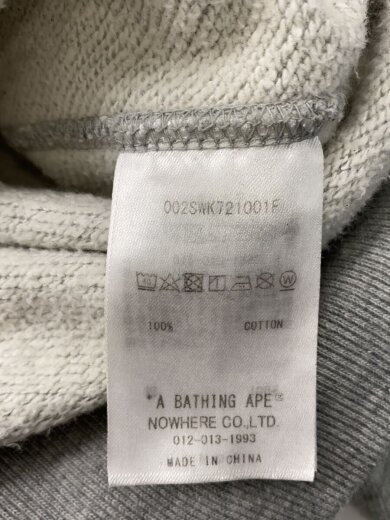 002SWK721001F
100% COTTON
"A BATHING APE®
NOWHERE CO.,LTD.
012-013-1993
MADE IN CHINA